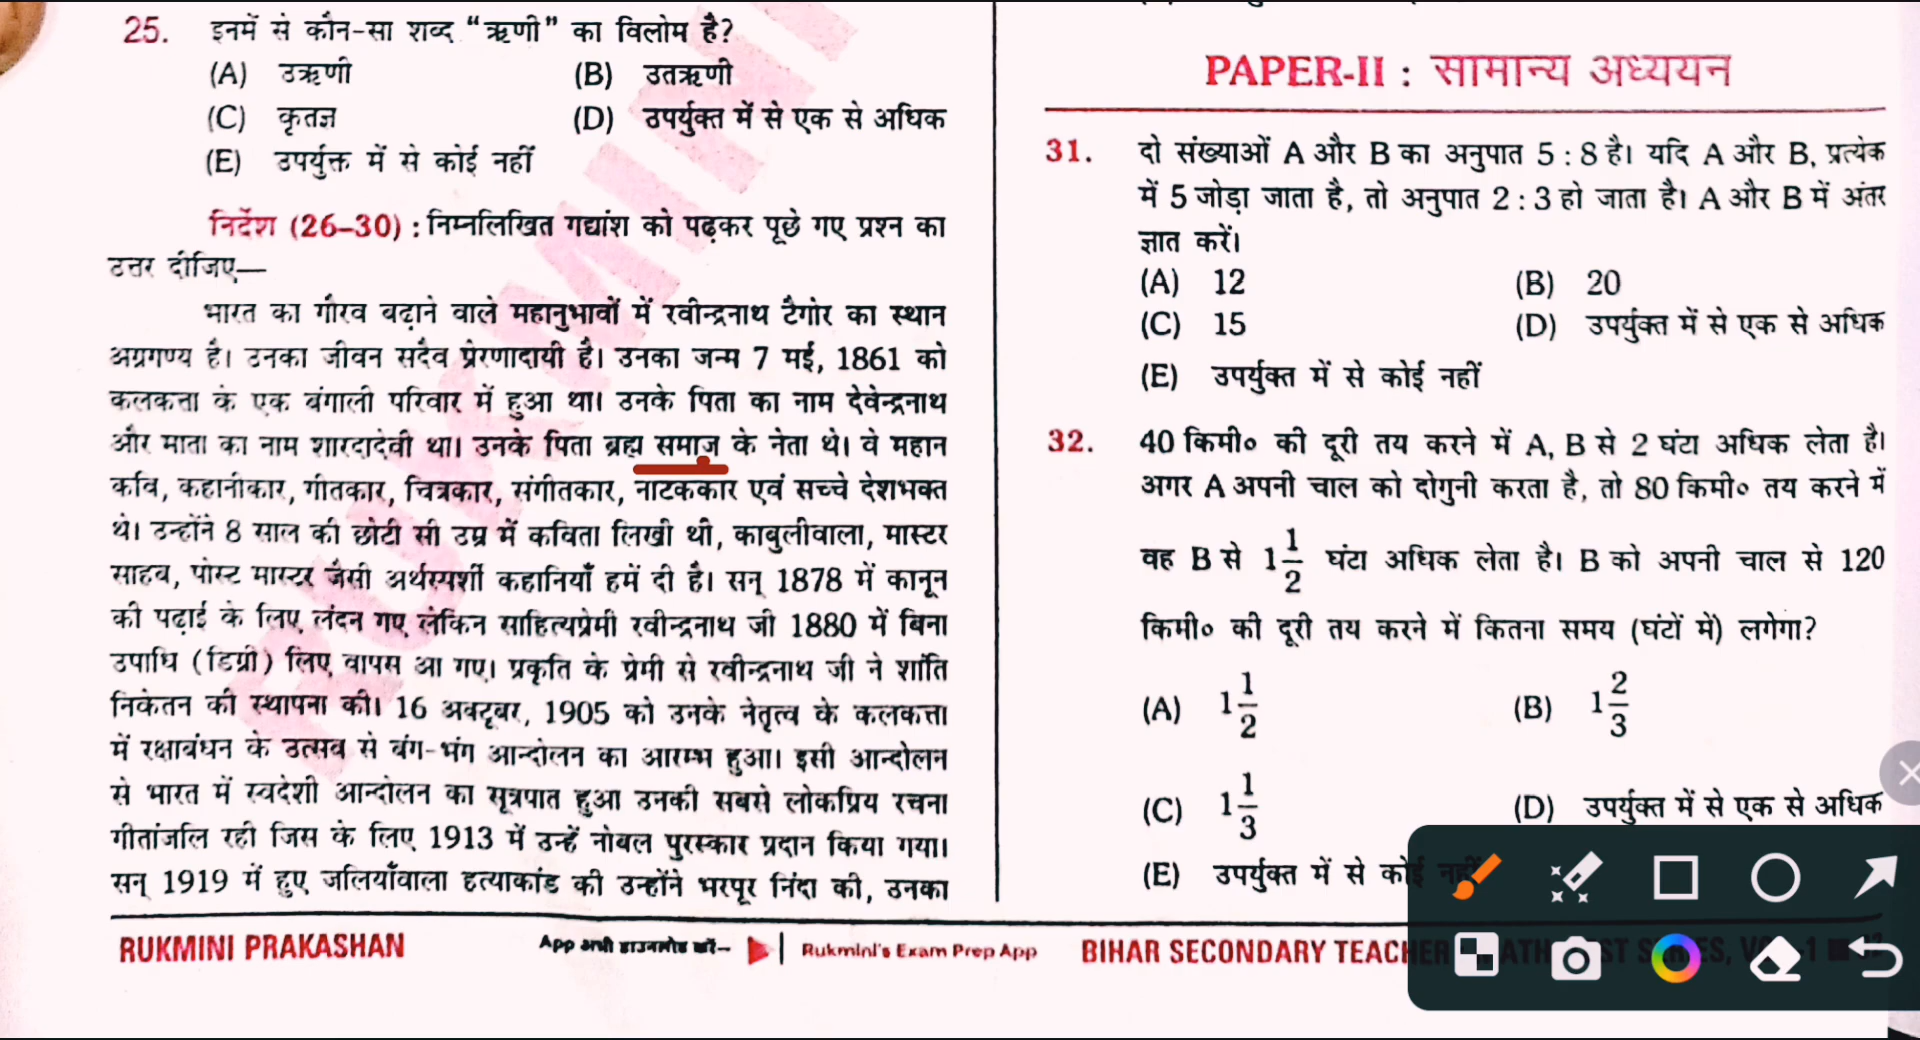 25. इनमें से कौन-सा शब्द “ऋणी” का विलोम है?
(A) उऋणी (B) उतऋणी
(C) कृतज्ञ (D) उपर्युक्त में से एक से अधिक
(E) उपर्युक्त में से कोई नहीं
निर्देश (26–30) : निम्नलिखित गद्यांश को पढ़कर पूछे गए प्रश्न का
उत्तर दीजिए—
भारत का गौरव बढ़ाने वाले महानुभावों में रवीन्द्रनाथ टैगोर का स्थान
अग्रगण्य है। उनका जीवन सदैव प्रेरणादायी है। उनका जन्म 7 मई, 1861 को
कलकत्ता के एक बंगाली परिवार में हुआ था। उनके पिता का नाम देवेन्द्रनाथ
और माता का नाम शारदादेवी था। उनके पिता ब्रह्म समाज के नेता थे। वे महान
कवि, कहानीकार, गीतकार, चित्रकार, संगीतकार, नाटककार एवं सच्चे देशभक्त
थे। उन्होंने 8 साल की छोटी सी उम्र में कविता लिखी थी, काबुलीवाला, मास्टर
साहब, पोस्ट मास्टर जैसी अर्थस्पर्शी कहानियाँ हमें दी है। सन् 1878 में कानून
की पढ़ाई के लिए लंदन गए लेकिन साहित्यप्रेमी रवीन्द्रनाथ जी 1880 में बिना
उपाधि (डिग्री) लिए वापस आ गए। प्रकृति के प्रेमी से रवीन्द्रनाथ जी ने शांति
निकेतन की स्थापना की। 16 अक्टूबर, 1905 को उनके नेतृत्व के कलकत्ता
में रक्षाबंधन के उत्सव से बंग-भंग आन्दोलन का आरम्भ हुआ। इसी आन्दोलन
से भारत में स्वदेशी आन्दोलन का सूत्रपात हुआ उनकी सबसे लोकप्रिय रचना
गीतांजलि रही जिस के लिए 1913 में उन्हें नोबल पुरस्कार प्रदान किया गया।
सन् 1919 में हुए जलियाँवाला हत्याकांड की उन्होंने भरपूर निंदा की, उनका
PAPER-II : सामान्य अध्ययन
31. दो संख्याओं A और B का अनुपात 5 : 8 है। यदि A और B, प्रत्येक
में 5 जोड़ा जाता है, तो अनुपात 2 : 3 हो जाता है। A और B में अंतर
ज्ञात करें।
(A) 12 (B) 20
(C) 15 (D) उपर्युक्त में से एक से अधिक
(E) उपर्युक्त में से कोई नहीं
32. 40 किमी० की दूरी तय करने में A, B से 2 घंटा अधिक लेता है।
अगर A अपनी चाल को दोगुनी करता है, तो 80 किमी० तय करने में
वह B से 1 1/2 घंटा अधिक लेता है। B को अपनी चाल से 120
किमी० की दूरी तय करने में कितना समय (घंटों में) लगेगा?
(A) 1 1/2 (B) 1 2/3
(C) 1 1/3 (D) उपर्युक्त में से एक से अधिक
(E) उपर्युक्त में से कोई नहीं
RUKMINI PRAKASHAN App अभी डाउनलोड करें– | Rukmini's Exam Prep App BIHAR SECONDARY TEACHER
RUKMINI